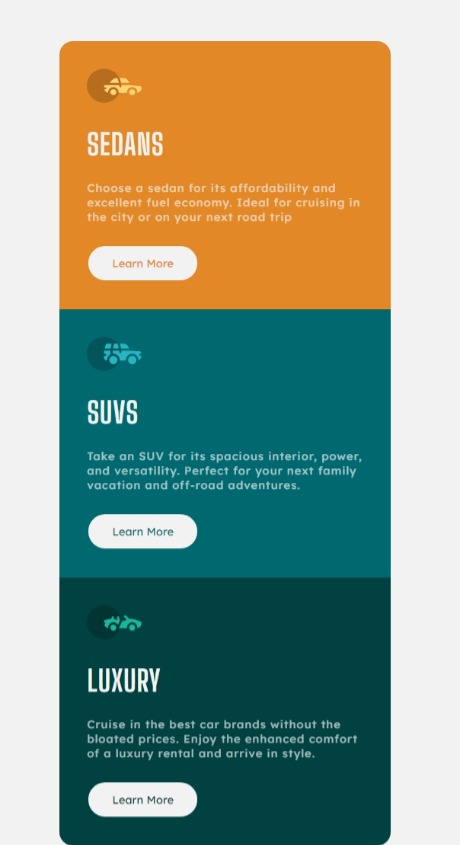 SEDANS
Choose a sedan for its affordability and
excellent fuel economy. Ideal for cruising in
the city or on your next road trip
Learn More
SUVS
Take an SUV for its spacious interior, power,
and versatility. Perfect for your next family
vacation and off-road adventures.
Learn More
LUXURY
Cruise in the best car brands without the
bloated prices. Enjoy the enhanced comfort
of a luxury rental and arrive in style.
Learn More